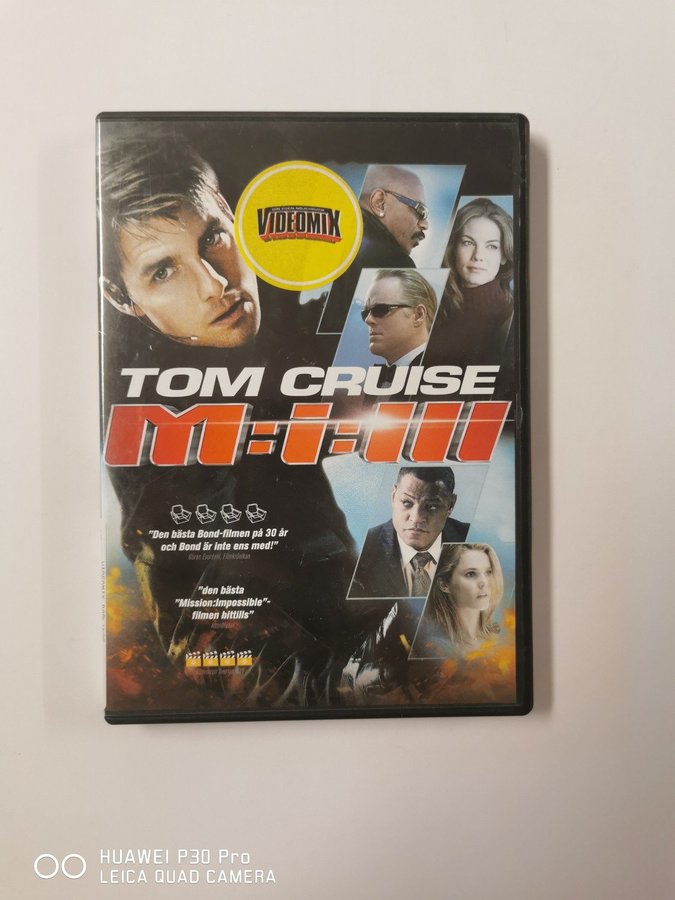 VIDEOMIX
TOM CRUISE
M:i:III
"Den bästa Bond-filmen på 30 år
och Bond är inte ens med!"
"den bästa
"Mission:Impossible"-
filmen hittills"
Aftonbladet
HUAWEI P30 Pro
LEICA QUAD CAMERA